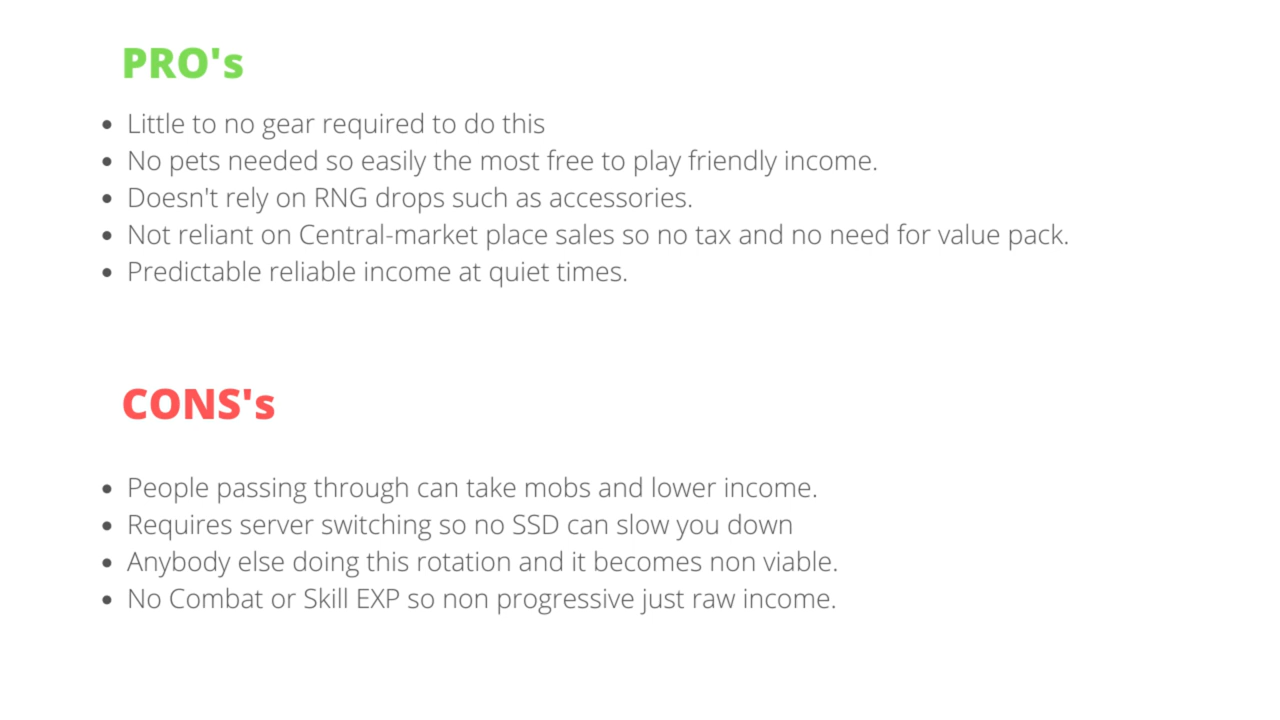 PRO's
• Little to no gear required to do this
• No pets needed so easily the most free to play friendly income.
• Doesn't rely on RNG drops such as accessories.
• Not reliant on Central-market place sales so no tax and no need for value pack.
• Predictable reliable income at quiet times.
CONS's
• People passing through can take mobs and lower income.
• Requires server switching so no SSD can slow you down
• Anybody else doing this rotation and it becomes non viable.
• No Combat or Skill EXP so non progressive just raw income.